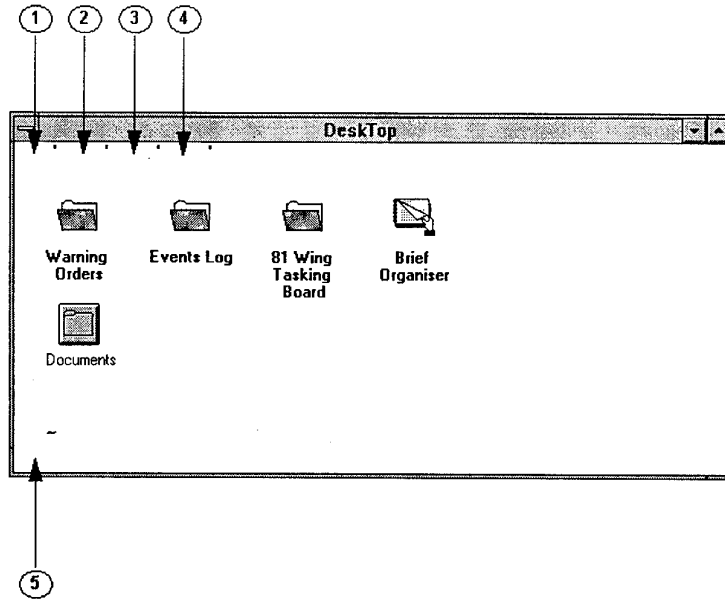 1 2 3 4
DeskTop
Warning
Orders
Events Log
81 Wing
Tasking
Board
Brief
Organiser
Documents
5